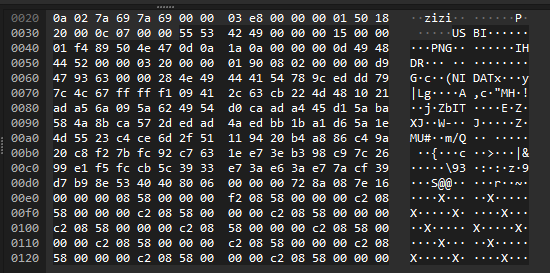 0020 0a 02 7a 69 7a 69 00 00 03 e8 00 00 00 01 50 18 ··zizi·· ······P·
0030 20 00 0c 07 00 00 55 53 42 49 00 00 00 15 00 00  ·····US BI······
0040 01 f4 89 50 4e 47 0d 0a 1a 0a 00 00 00 0d 49 48 ···PNG·· ······IH
0050 44 52 00 00 03 20 00 00 01 90 08 02 00 00 00 d9 DR··· ·· ········
0060 47 93 63 00 00 28 4e 49 44 41 54 78 9c ed dd 79 G·c··(NI DATx···y
0070 7c 4c 67 ff ff f1 09 41 2c 63 cb 22 4d 48 10 21 |Lg····A ,c·"MH·!
0080 ad a5 6a 09 5a 62 49 54 d0 ca ad a4 45 d1 5a ba ··j·ZbIT ····E·Z·
0090 58 4a 8b ca 57 2d ed ad 4a ed bb 1b a1 d6 5a 1e XJ··W-·· J·····Z·
00a0 4d 55 23 c4 ce 6d 2f 51 11 94 20 b4 a8 86 c4 9a MU#··m/Q ·· ·····
00b0 20 c8 f2 7b fc 92 c7 63 1e e7 3e b3 98 c9 7c 26  ··{···c ··>···|&
00c0 99 e1 f5 fc cb 5c 39 33 e7 3a e6 3a e7 7a cf 39 ·····\93 ·:·:·z·9
00d0 d7 b9 8e 53 40 40 80 06 00 00 00 72 8a 08 7e 16 ···S@@·· ···r··~·
00e0 00 00 00 08 58 00 00 00 f2 08 58 00 00 00 c2 08 ····X··· ··X·····
00f0 58 00 00 00 c2 08 58 00 00 00 c2 08 58 00 00 00 X·····X· ····X···
0100 c2 08 58 00 00 00 c2 08 58 00 00 00 c2 08 58 00 ··X····· X·····X·
0110 00 00 c2 08 58 00 00 00 c2 08 58 00 00 00 c2 08 ····X··· ··X·····
0120 58 00 00 00 c2 08 58 00 00 00 c2 08 58 00 00 00 X·····X· ····X···